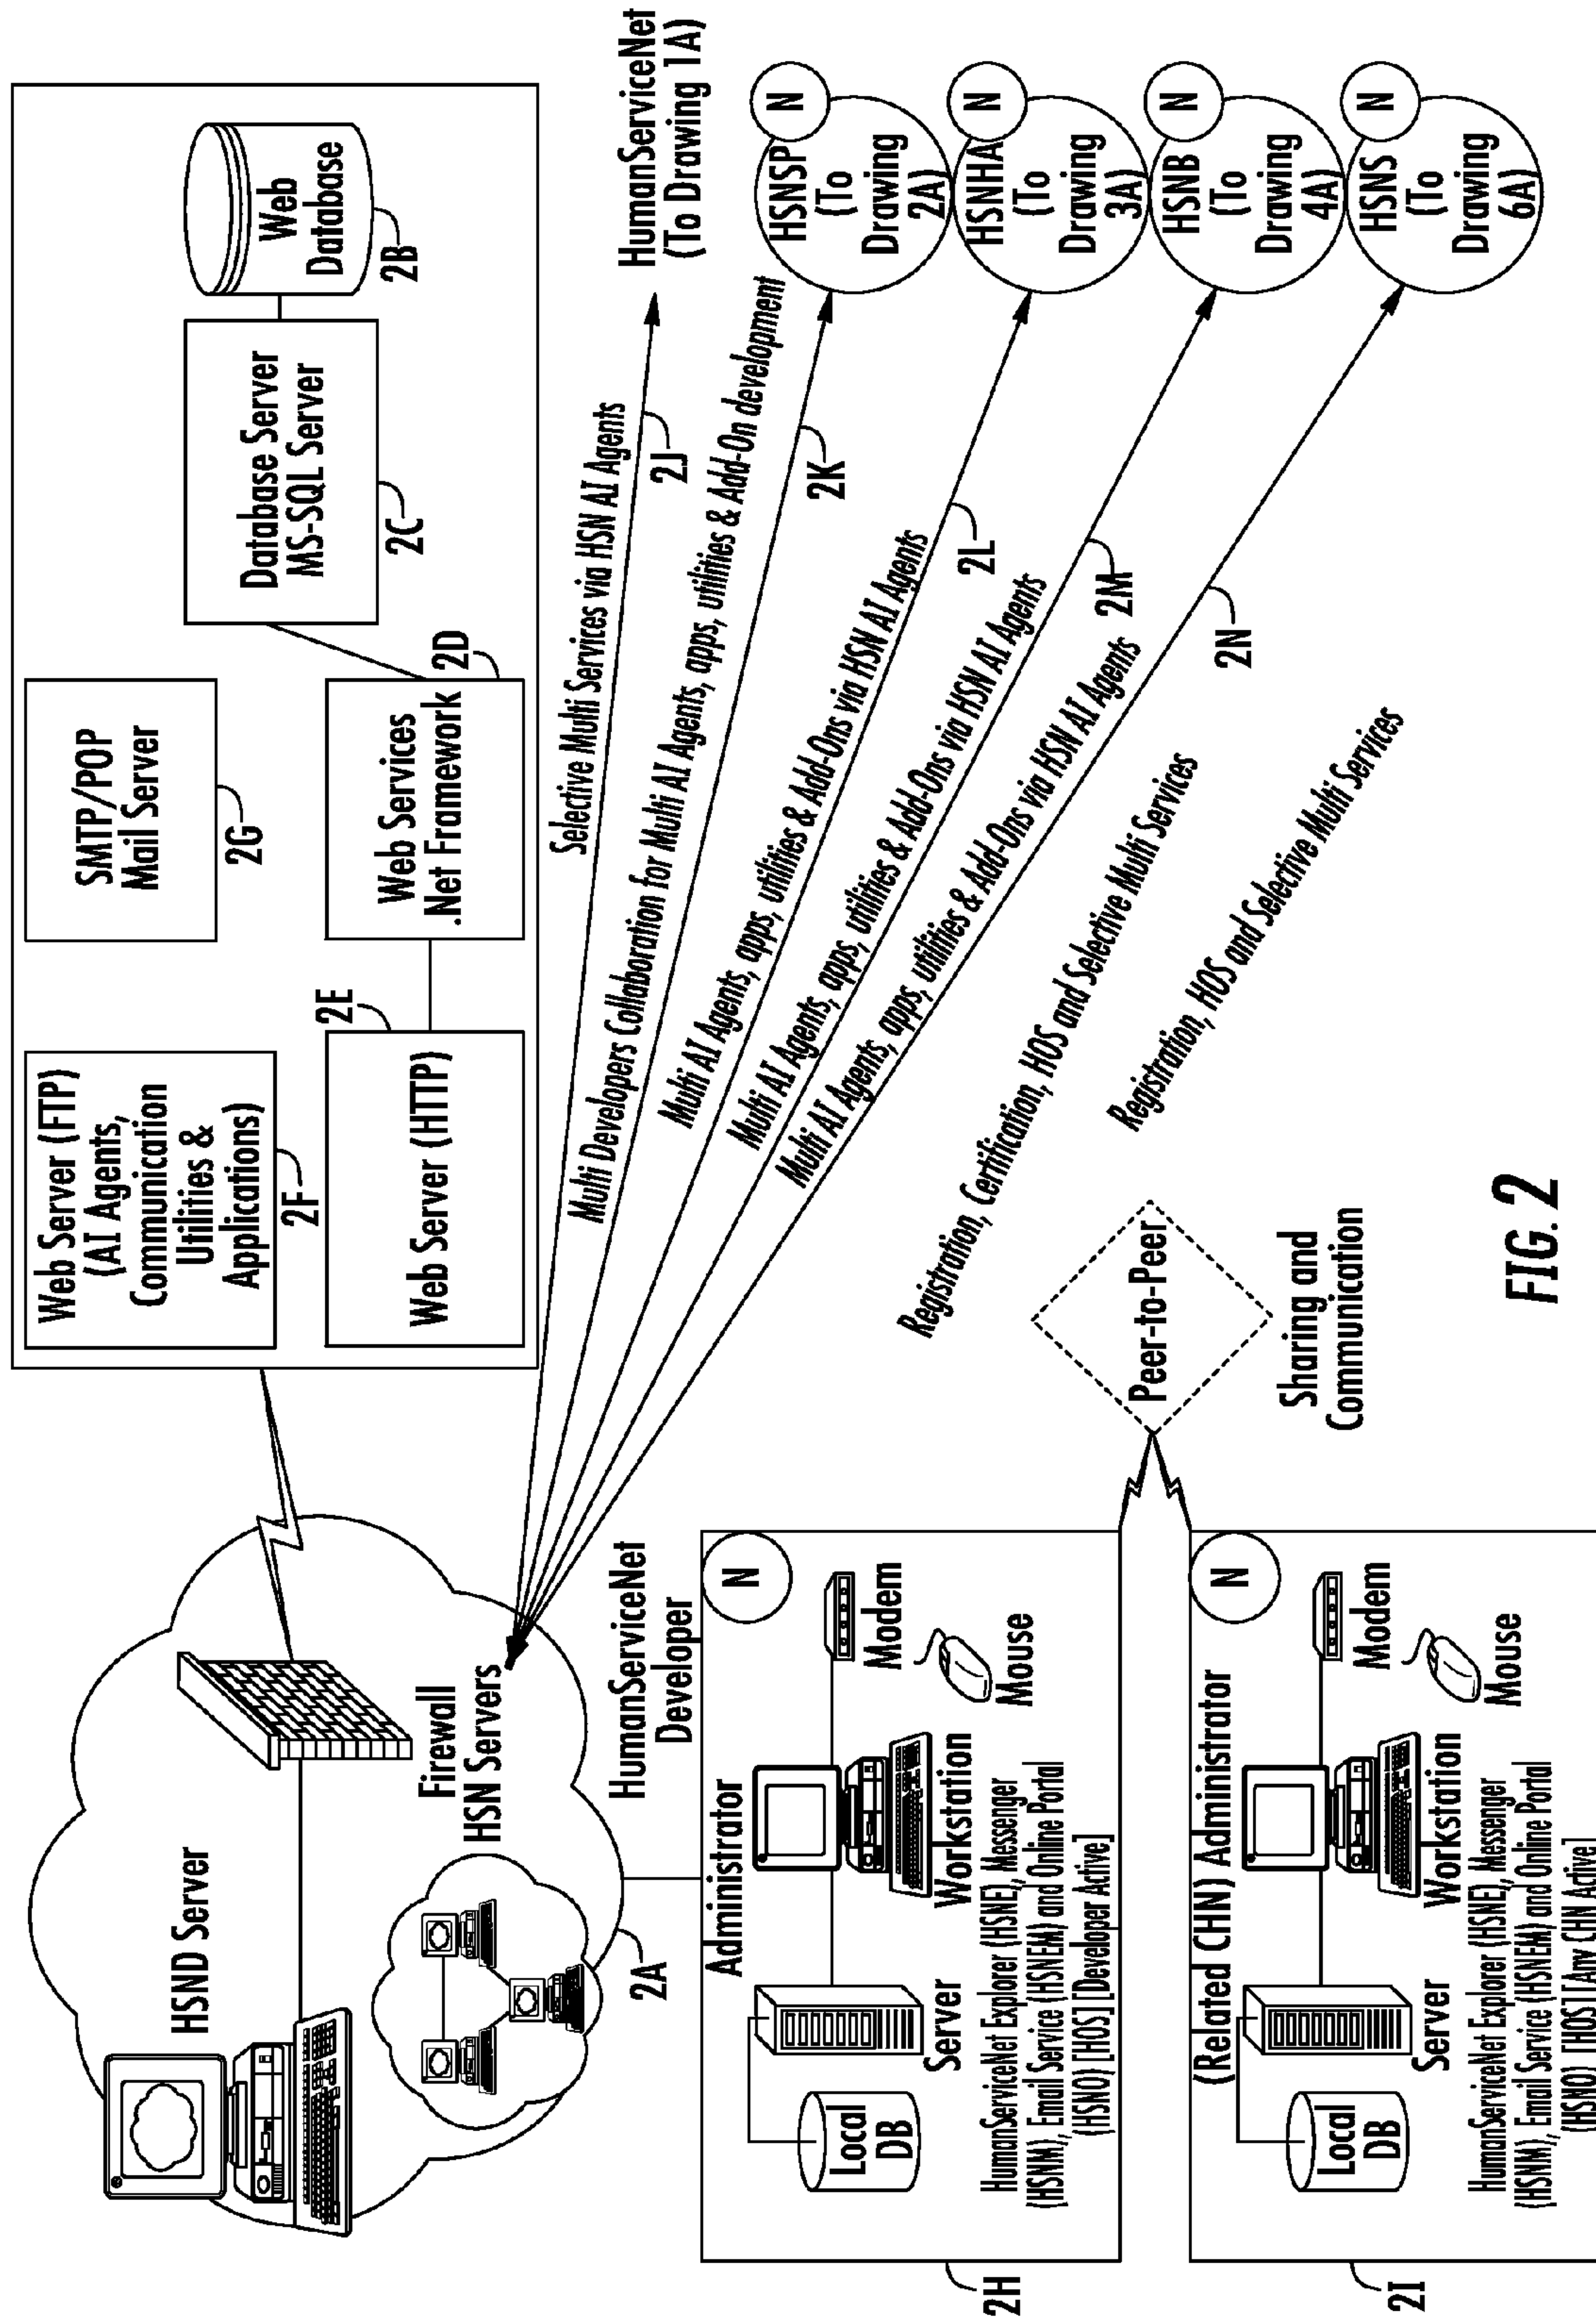 HSND Server
Firewall
HSN Servers
2A
Web Server (FTP)
(AI Agents,
Communication
Utilities &
Applications)
2F
SMTP/POP
Mail Server
2G
Web Server (HTTP)
2E
Web Services
.Net Framework
2D
Database Server
MS-SQL Server
2C
Web
Database
2B
HumanServiceNet
Developer
Selective Multi Services via HSN AI Agents
2J
HumanServiceNet
(To Drawing 1A)
Multi Developers Collaboration for Multi AI Agents, apps, utilities & Add-On development
2K
HSNSP
(To
Drawing
2A)
N
Multi AI Agents, apps, utilities & Add-Ons via HSN AI Agents
2L
HSNHA
(To
Drawing
3A)
N
Multi AI Agents, apps, utilities & Add-Ons via HSN AI Agents
2M
HSNB
(To
Drawing
4A)
N
Multi AI Agents, apps, utilities & Add-Ons via HSN AI Agents
2N
HSNS
(To
Drawing
6A)
N
Registration, Certification, HOS and Selective Multi Services
Registration, HOS and Selective Multi Services
Administrator
N
Local
DB
Server
Workstation
Modem
Mouse
HumanServiceNet Explorer (HSNE), Messenger
(HSNM), Email Service (HSNEM) and Online Portal
(HSNO) [HOS] [Developer Active]
2H
Peer-to-Peer
Sharing and
Communication
(Related CHN) Administrator
N
Local
DB
Server
Workstation
Modem
Mouse
HumanServiceNet Explorer (HSNE), Messenger
(HSNM), Email Service (HSNEM) and Online Portal
(HSNO) [HOS] [Any CHN Active]
2I
FIG. 2